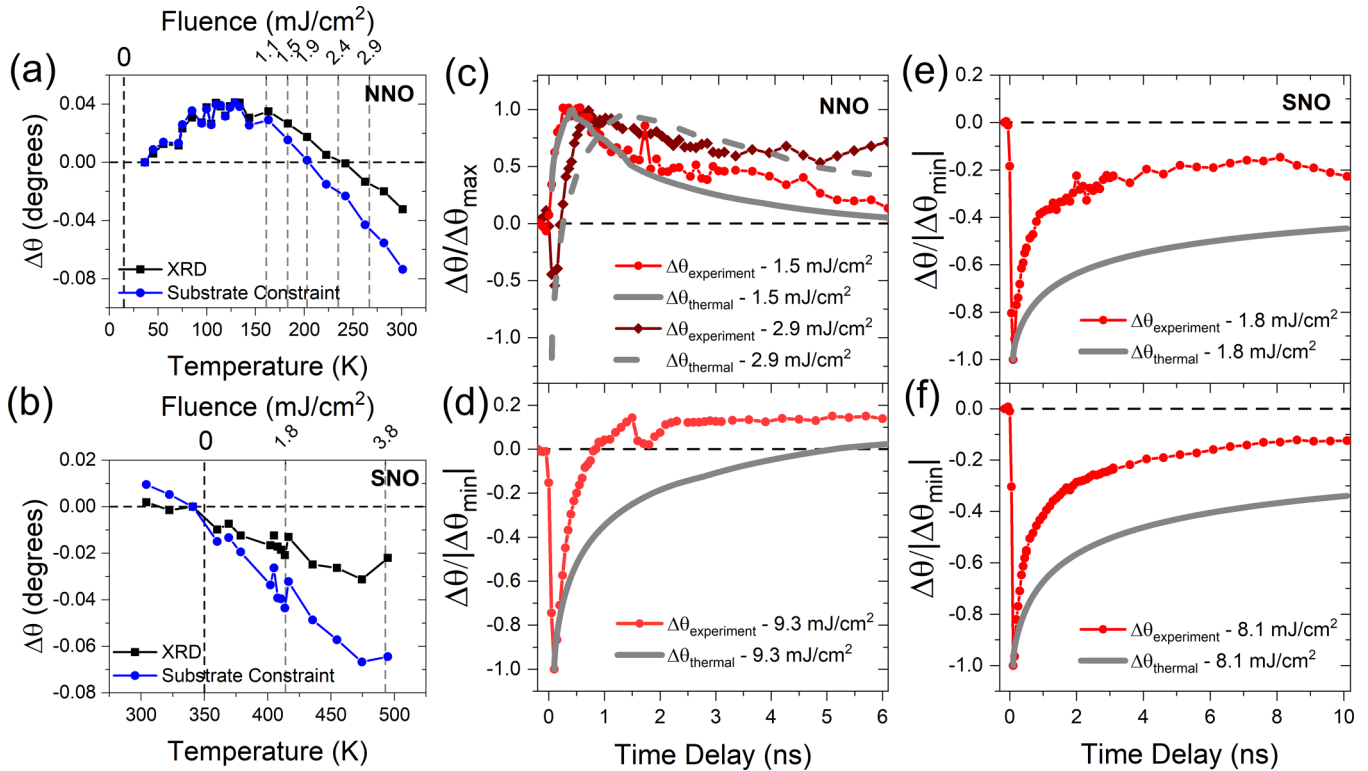 Fluence (mJ/cm²)
0 1.1 1.5 1.9 2.4 2.9
(a)
NNO
Δθ (degrees)
0.04
0.00
-0.04
-0.08
XRD
Substrate Constraint
0 25 50 75 100 125 150 175 200 225 250 275 300
Temperature (K)
(b)
Fluence (mJ/cm²)
0 1.8 3.8
SNO
Δθ (degrees)
0.02
0.00
-0.02
-0.04
-0.06
-0.08
XRD
Substrate Constraint
300 350 400 450 500
Temperature (K)
(c)
NNO
Δθ/Δθmax
1.0
0.5
0.0
-0.5
-1.0
Δθexperiment - 1.5 mJ/cm²
Δθthermal - 1.5 mJ/cm²
Δθexperiment - 2.9 mJ/cm²
Δθthermal - 2.9 mJ/cm²
(d)
Δθ/|Δθmin|
0.2
0.0
-0.2
-0.4
-0.6
-0.8
-1.0
Δθexperiment - 9.3 mJ/cm²
Δθthermal - 9.3 mJ/cm²
0 1 2 3 4 5 6
Time Delay (ns)
(e)
SNO
Δθ/|Δθmin|
0.2
0.0
-0.2
-0.4
-0.6
-0.8
-1.0
Δθexperiment - 1.8 mJ/cm²
Δθthermal - 1.8 mJ/cm²
(f)
Δθ/|Δθmin|
0.0
-0.2
-0.4
-0.6
-0.8
-1.0
Δθexperiment - 8.1 mJ/cm²
Δθthermal - 8.1 mJ/cm²
0 2 4 6 8 10
Time Delay (ns)